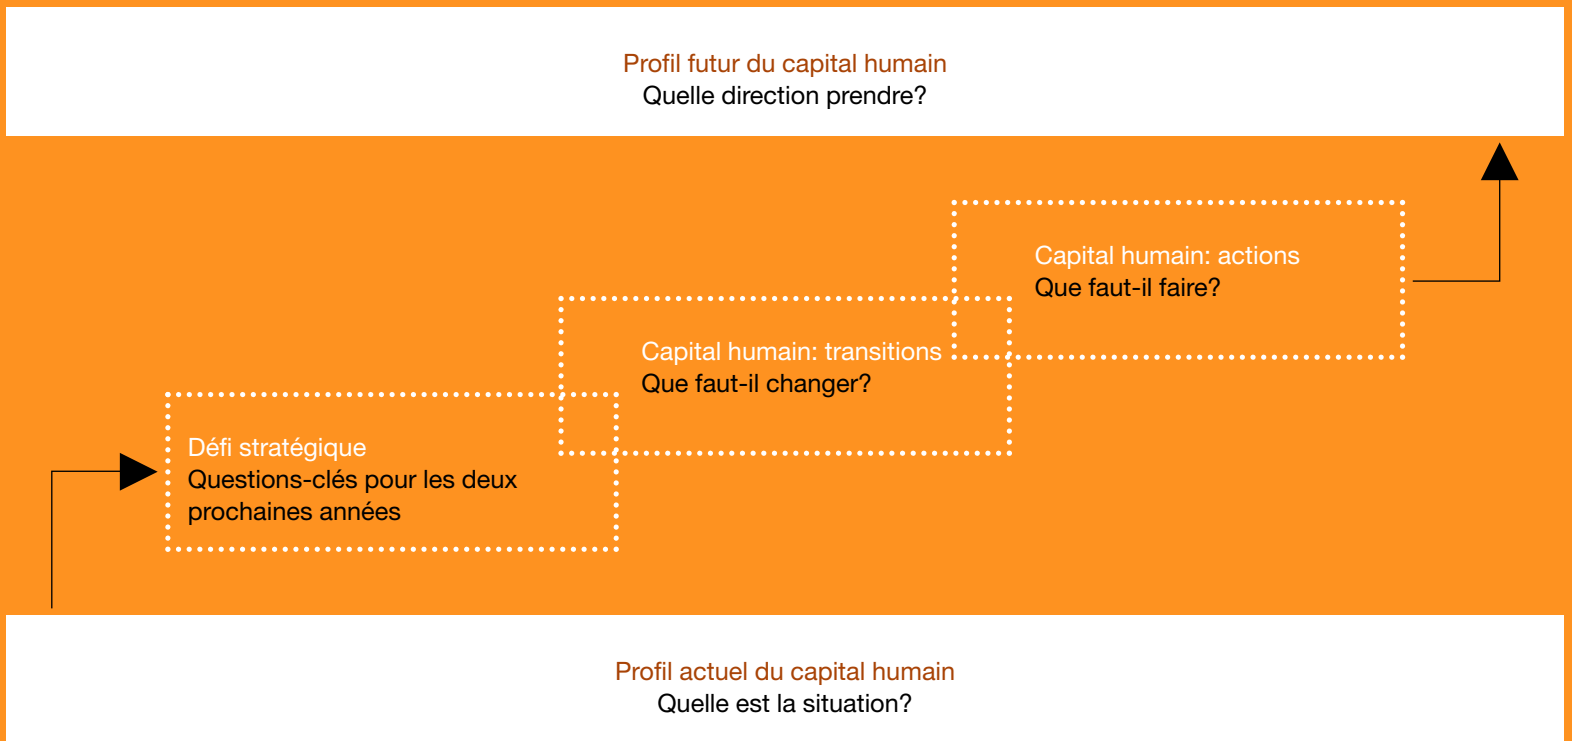 Profil futur du capital humain
Quelle direction prendre?
Capital humain: actions
Que faut-il faire?
Capital humain: transitions
Que faut-il changer?
Défi stratégique
Questions-clés pour les deux
prochaines années
Profil actuel du capital humain
Quelle est la situation?